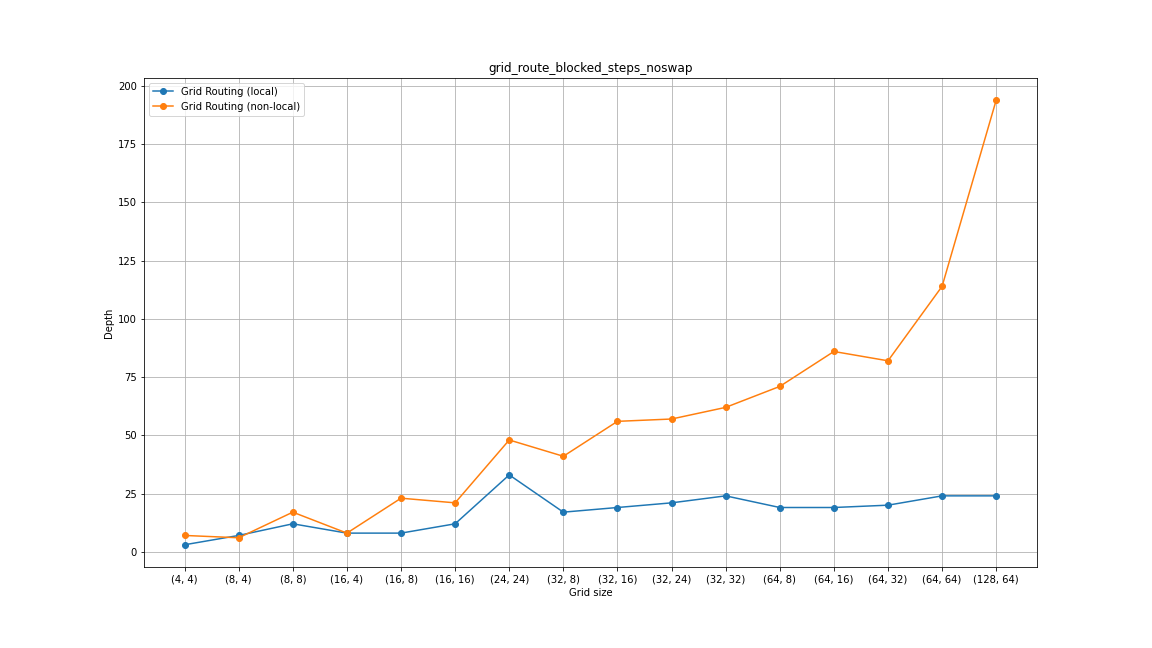 grid_route_blocked_steps_noswap
Grid Routing (local)
Grid Routing (non-local)
200
175
150
125
100
75
50
25
0
Depth
(4, 4) (8, 4) (8, 8) (16, 4) (16, 8) (16, 16) (24, 24) (32, 8) (32, 16) (32, 24) (32, 32) (64, 8) (64, 16) (64, 32) (64, 64) (128, 64)
Grid size